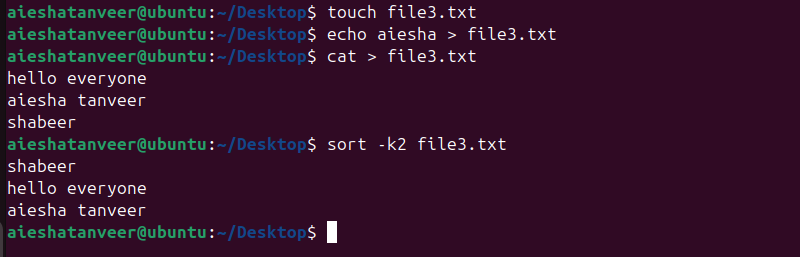 aieshatanveer@ubuntu:~/Desktop$ touch file3.txt
aieshatanveer@ubuntu:~/Desktop$ echo aiesha > file3.txt
aieshatanveer@ubuntu:~/Desktop$ cat > file3.txt
hello everyone
aiesha tanveer
shabeer
aieshatanveer@ubuntu:~/Desktop$ sort -k2 file3.txt
shabeer
hello everyone
aiesha tanveer
aieshatanveer@ubuntu:~/Desktop$